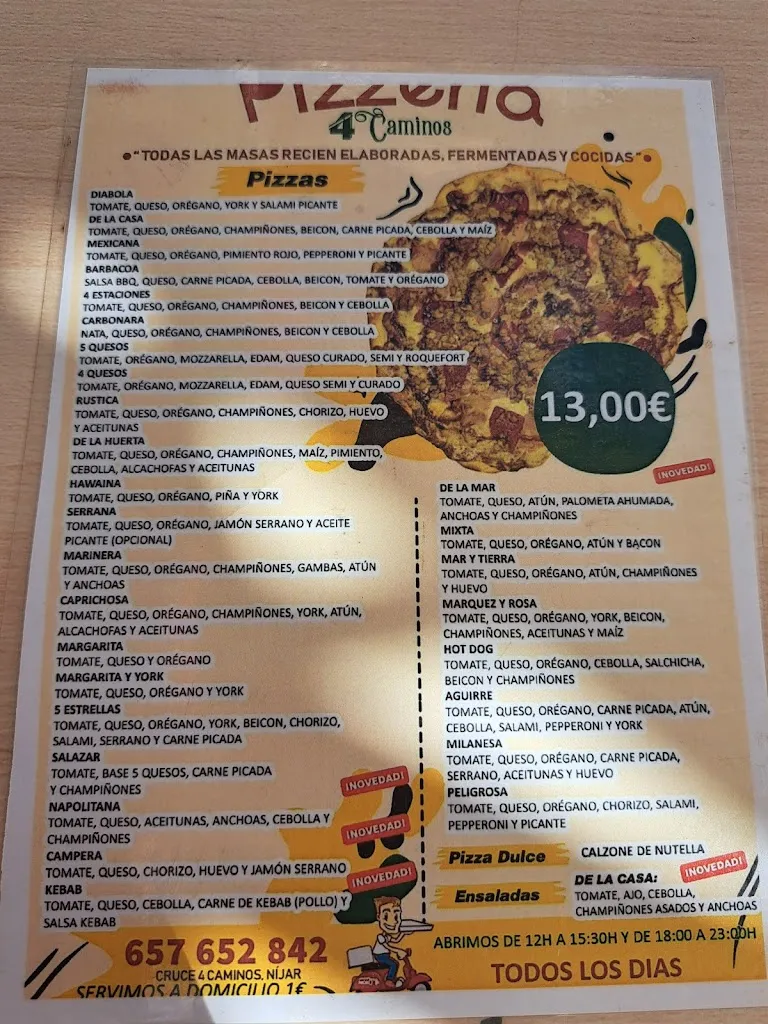 Pizzeria
4 Caminos
"TODAS LAS MASAS RECIEN ELABORADAS, FERMENTADAS Y COCIDAS"
Pizzas
DIABOLA
TOMATE, QUESO, ORÉGANO, YORK Y SALAMI PICANTE
DE LA CASA
TOMATE, QUESO, ORÉGANO, CHAMPIÑONES, BEICON, CARNE PICADA, CEBOLLA Y MAÍZ
MEXICANA
TOMATE, QUESO, ORÉGANO, PIMIENTO ROJO, PEPPERONI Y PICANTE
BARBACOA
SALSA BBQ, QUESO, CARNE PICADA, CEBOLLA, BEICON, TOMATE Y ORÉGANO
4 ESTACIONES
TOMATE, QUESO, ORÉGANO, CHAMPIÑONES, BEICON Y CEBOLLA
CARBONARA
NATA, QUESO, ORÉGANO, CHAMPIÑONES, BEICON Y CEBOLLA
5 QUESOS
TOMATE, ORÉGANO, MOZZARELLA, EDAM, QUESO CURADO, SEMI Y ROQUEFORT
4 QUESOS
TOMATE, ORÉGANO, MOZZARELLA, EDAM, QUESO SEMI Y CURADO
RUSTICA
TOMATE, QUESO, ORÉGANO, CHAMPIÑONES, CHORIZO, HUEVO
Y ACEITUNAS
DE LA HUERTA
TOMATE, QUESO, ORÉGANO, CHAMPIÑONES, MAÍZ, PIMIENTO,
CEBOLLA, ALCACHOFAS Y ACEITUNAS
HAWAINA
TOMATE, QUESO, ORÉGANO, PIÑA Y YORK
SERRANA
TOMATE, QUESO, ORÉGANO, JAMÓN SERRANO Y ACEITE
PICANTE (OPCIONAL)
MARINERA
TOMATE, QUESO, ORÉGANO, CHAMPIÑONES, GAMBAS, ATÚN
Y ANCHOAS
CAPRICHOSA
TOMATE, QUESO, ORÉGANO, CHAMPIÑONES, YORK, ATÚN,
ALCACHOFAS Y ACEITUNAS
MARGARITA
TOMATE, QUESO Y ORÉGANO
MARGARITA Y YORK
TOMATE, QUESO, ORÉGANO Y YORK
5 ESTRELLAS
TOMATE, QUESO, ORÉGANO, YORK, BEICON, CHORIZO,
SALAMI, SERRANO Y CARNE PICADA
SALAZAR
TOMATE, BASE 5 QUESOS, CARNE PICADA
Y CHAMPIÑONES
¡NOVEDAD!
NAPOLITANA
TOMATE, QUESO, ACEITUNAS, ANCHOAS, CEBOLLA Y
CHAMPIÑONES
¡NOVEDAD!
CAMPERA
TOMATE, QUESO, CHORIZO, HUEVO Y JAMÓN SERRANO
KEBAB
¡NOVEDAD!
TOMATE, QUESO, CEBOLLA, CARNE DE KEBAB (POLLO) Y
SALSA KEBAB
13,00€
¡NOVEDAD!
DE LA MAR
TOMATE, QUESO, ATÚN, PALOMETA AHUMADA,
ANCHOAS Y CHAMPIÑONES
MIXTA
TOMATE, QUESO, ORÉGANO, ATÚN Y BACON
MAR Y TIERRA
TOMATE, QUESO, ORÉGANO, ATÚN, CHAMPIÑONES
Y HUEVO
MARQUEZ Y ROSA
TOMATE, QUESO, ORÉGANO, YORK, BEICON,
CHAMPIÑONES, ACEITUNAS Y MAÍZ
HOT DOG
TOMATE, QUESO, ORÉGANO, CEBOLLA, SALCHICHA,
BEICON Y CHAMPIÑONES
AGUIRRE
TOMATE, QUESO, ORÉGANO, CARNE PICADA, ATÚN,
CEBOLLA, SALAMI, PEPPERONI Y YORK
MILANESA
TOMATE, QUESO, ORÉGANO, CARNE PICADA,
SERRANO, ACEITUNAS Y HUEVO
PELIGROSA
TOMATE, QUESO, ORÉGANO, CHORIZO, SALAMI,
PEPPERONI Y PICANTE
Pizza Dulce CALZONE DE NUTELLA
¡NOVEDAD!
Ensaladas DE LA CASA:
TOMATE, AJO, CEBOLLA,
CHAMPIÑONES ASADOS Y ANCHOAS
657 652 842
CRUCE 4 CAMINOS, NÍJAR
SERVIMOS A DOMICILIO 1€
ABRIMOS DE 12H A 15:30H Y DE 18:00 A 23:00H
TODOS LOS DIAS